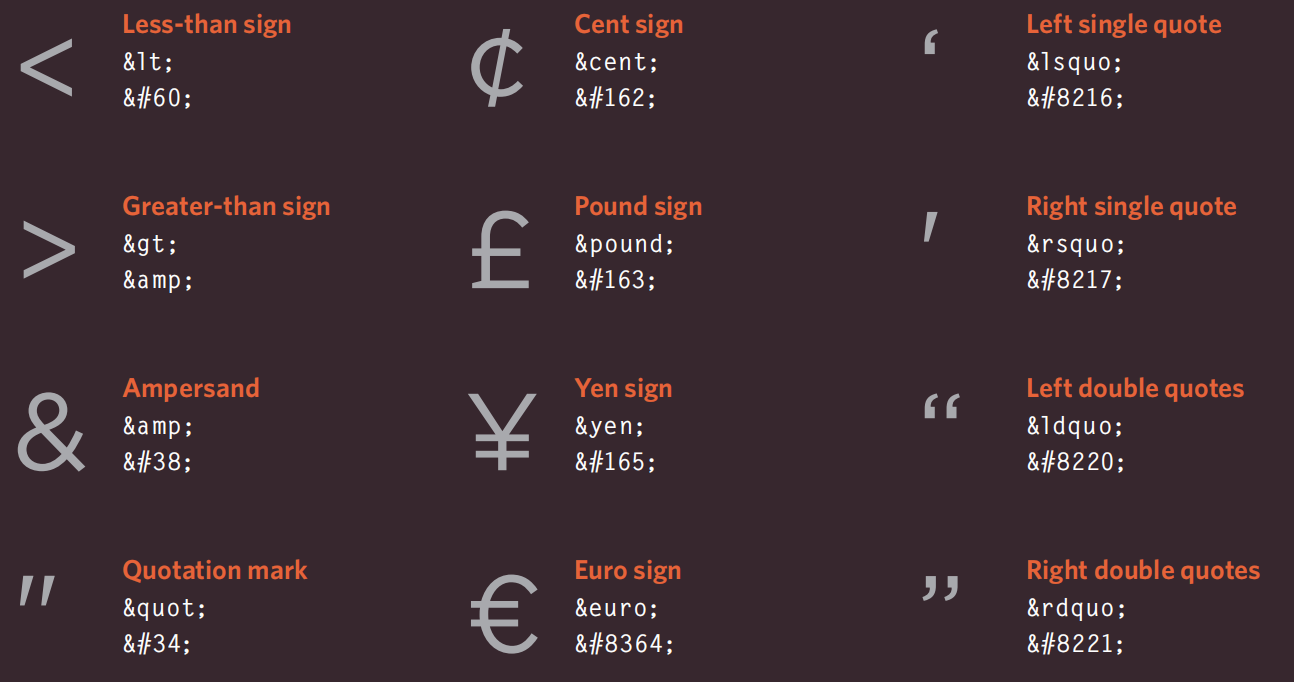 <
Less-than sign
&lt;
&#60;
>
Greater-than sign
&gt;
&amp;
&
Ampersand
&amp;
&#38;
"
Quotation mark
&quot;
&#34;
¢
Cent sign
&cent;
&#162;
£
Pound sign
&pound;
&#163;
¥
Yen sign
&yen;
&#165;
€
Euro sign
&euro;
&#8364;
‘
Left single quote
&lsquo;
&#8216;
'
Right single quote
&rsquo;
&#8217;
“
Left double quotes
&ldquo;
&#8220;
”
Right double quotes
&rdquo;
&#8221;